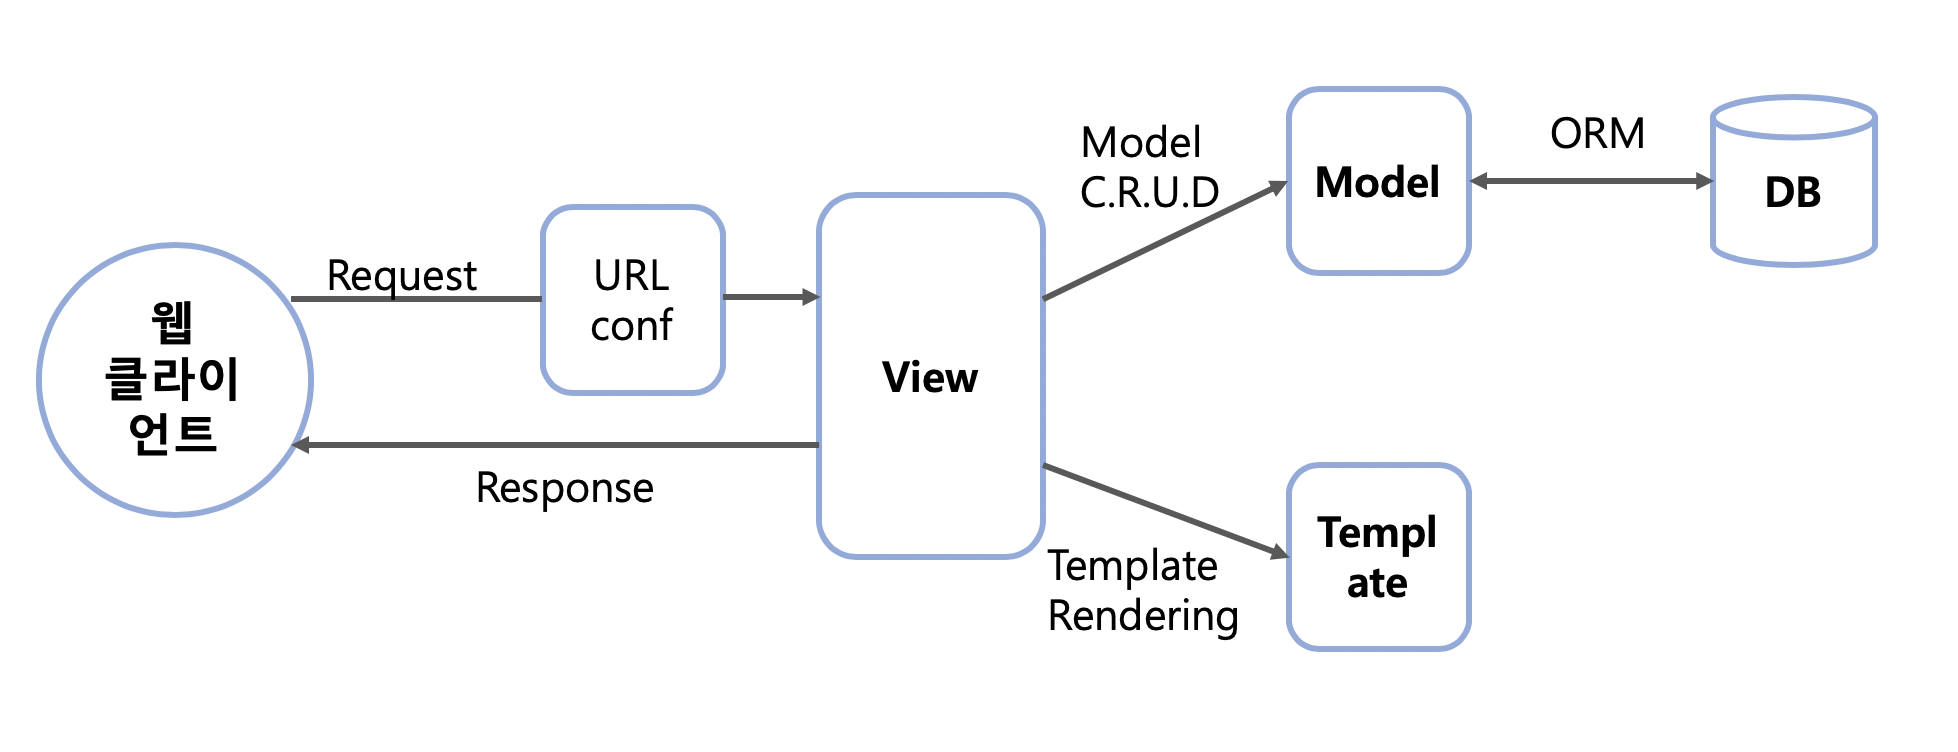 웹
클라이
언트
Request
URL
conf
View
Response
Model
C.R.U.D
Model
ORM
DB
Template
Rendering
Templ
ate